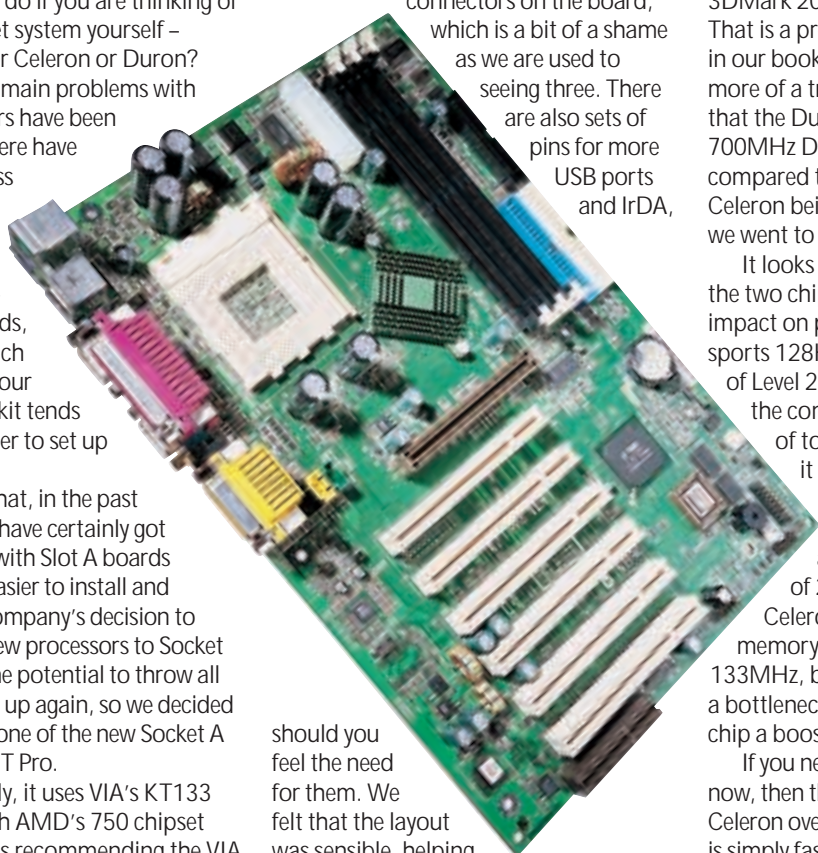 do if you are thinking of
et system yourself –
r Celeron or Duron?
main problems with
rs have been
ere have
ss
ds,
ch
our
kit tends
er to set up
hat, in the past
have certainly got
with Slot A boards
asier to install and
ompany's decision to
ew processors to Socket
e potential to throw all
up again, so we decided
one of the new Socket A
T Pro.
ly, it uses VIA's KT133
h AMD's 750 chipset
s recommending the VIA
connectors on the board,
which is a bit of a shame
as we are used to
seeing three. There
are also sets of
pins for more
USB ports
and IrDA,
should you
feel the need
for them. We
felt that the layout
was sensible, helping
3DMark 20
That is a pr
in our book
more of a tr
that the Du
700MHz D
compared t
Celeron bei
we went to
It looks
the two chi
impact on p
sports 128K
of Level 2
the cor
of to
it
of 2
Celero
memory
133MHz, b
a bottlenec
chip a boos
If you ne
now, then th
Celeron ove
is simply fas